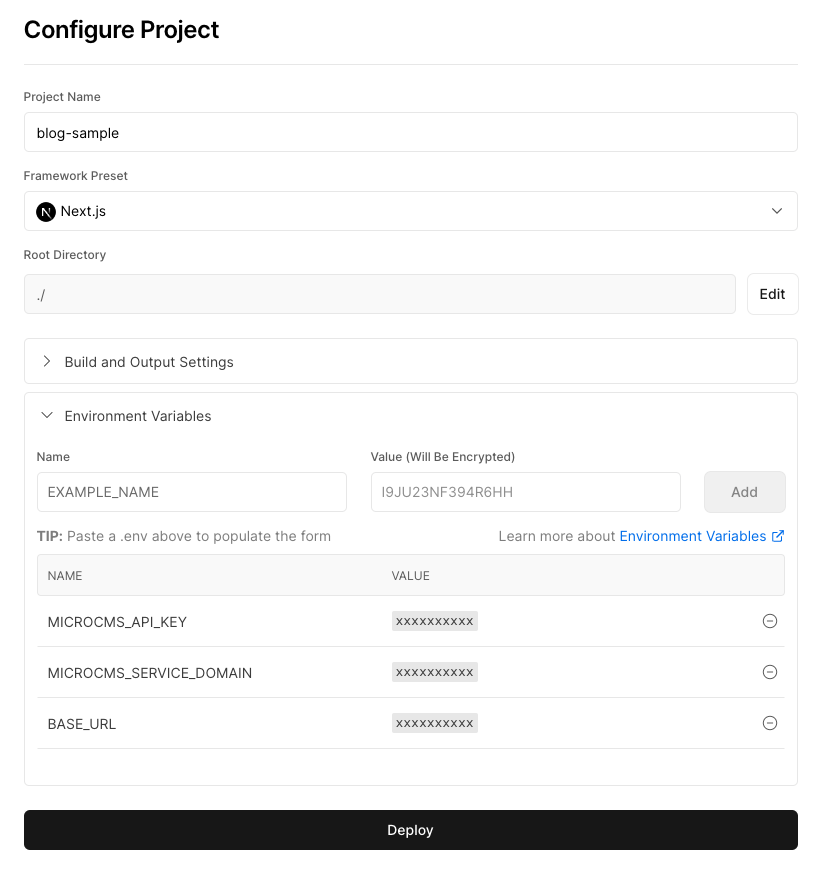 Configure Project
Project Name
blog-sample
Framework Preset
N Next.js
Root Directory
./
Edit
Build and Output Settings
Environment Variables
Name
Value (Will Be Encrypted)
EXAMPLE_NAME
I9JU23NF394R6HH
Add
TIP: Paste a .env above to populate the form
Learn more about Environment Variables
NAME
VALUE
MICROCMS_API_KEY
xxxxxxxxxx
MICROCMS_SERVICE_DOMAIN
xxxxxxxxxx
BASE_URL
xxxxxxxxxx
Deploy